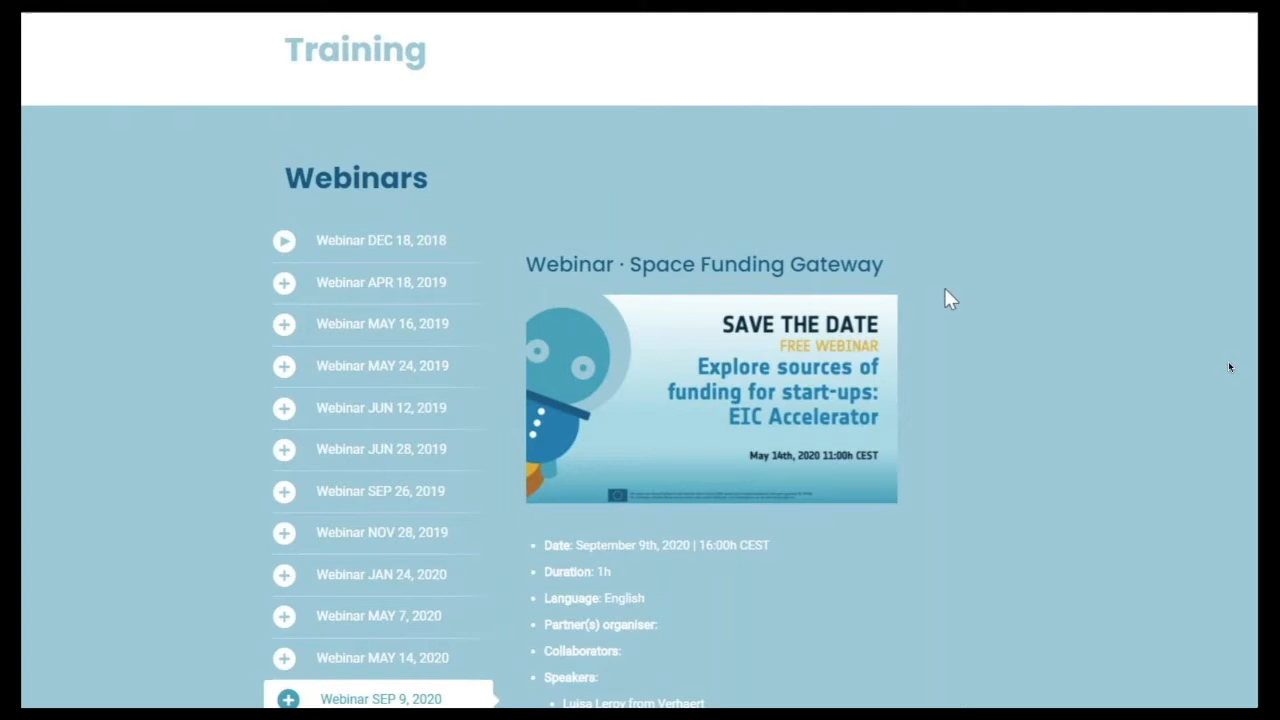 Training
Webinars
Webinar DEC 18, 2018
Webinar APR 18, 2019
Webinar MAY 16, 2019
Webinar MAY 24, 2019
Webinar JUN 12, 2019
Webinar JUN 28, 2019
Webinar SEP 26, 2019
Webinar NOV 28, 2019
Webinar JAN 24, 2020
Webinar MAY 7, 2020
Webinar MAY 14, 2020
Webinar SEP 9, 2020
Webinar · Space Funding Gateway
SAVE THE DATE
FREE WEBINAR
Explore sources of
funding for start-ups:
EIC Accelerator
May 14th, 2020 11:00h CEST
Date: September 9th, 2020 | 16:00h CEST
Duration: 1h
Language: English
Partner(s) organiser:
Collaborators:
Speakers:
Luisa Leroy from Verhaert